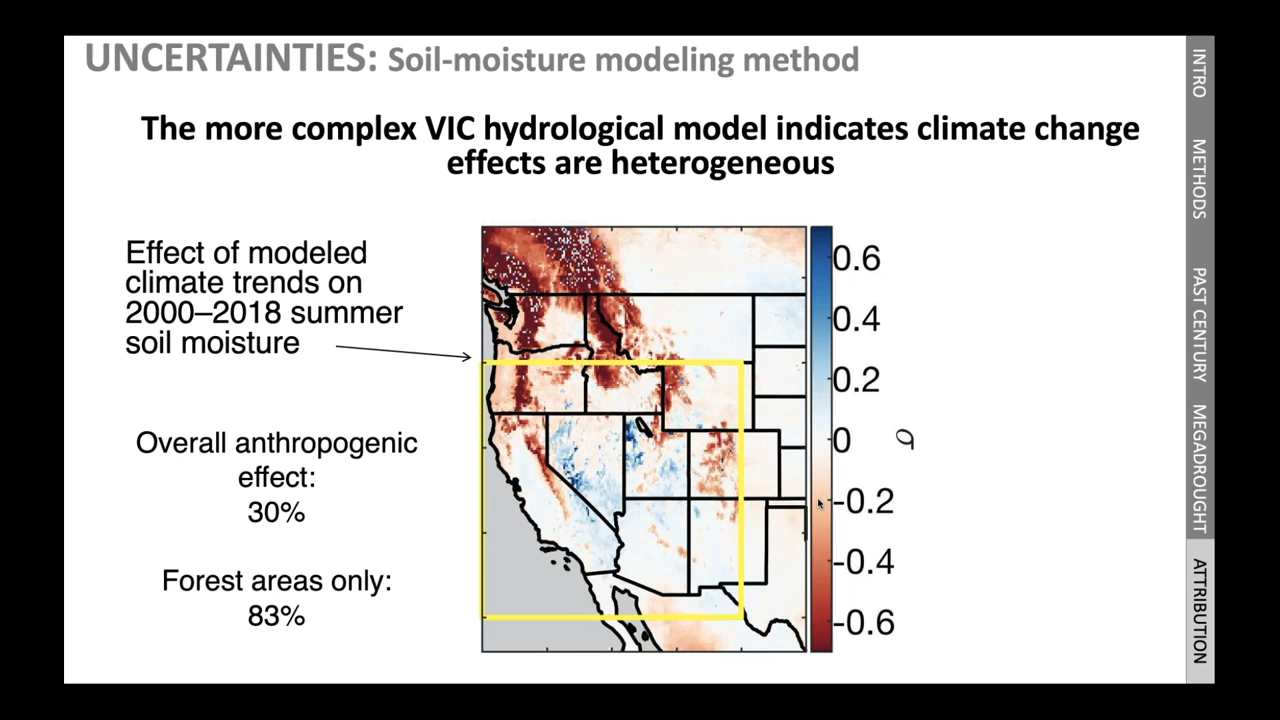 UNCERTAINTIES: Soil-moisture modeling method
The more complex VIC hydrological model indicates climate change
effects are heterogeneous
Effect of modeled
climate trends on
2000–2018 summer
soil moisture
Overall anthropogenic
effect:
30%
Forest areas only:
83%
0.6
0.4
0.2
0
-0.2
-0.4
-0.6
σ
INTRO
METHODS
PAST CENTURY
MEGADROUGHT
ATTRIBUTION